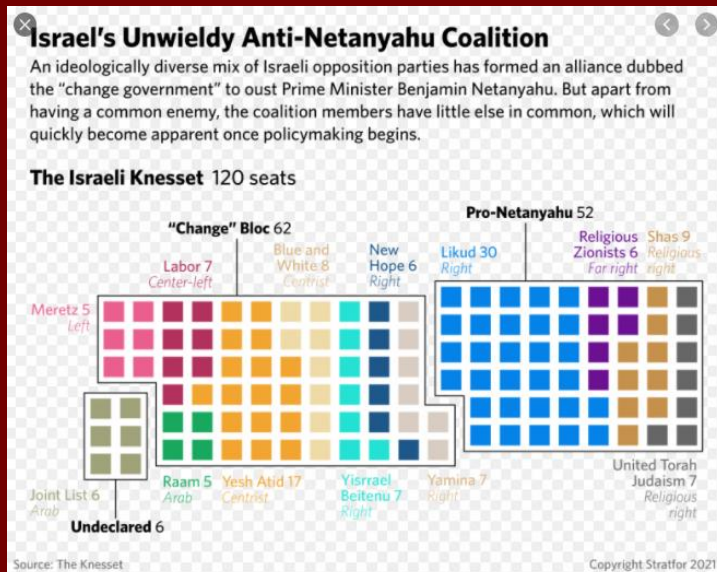 Israel's Unwieldy Anti-Netanyahu Coalition
An ideologically diverse mix of Israeli opposition parties has formed an alliance dubbed
the "change government" to oust Prime Minister Benjamin Netanyahu. But apart from
having a common enemy, the coalition members have little else in common, which will
quickly become apparent once policymaking begins.
The Israeli Knesset 120 seats
"Change" Bloc 62
Pro-Netanyahu 52
Meretz 5
Left
Labor 7
Center-left
Blue and
White 8
Centrist
New
Hope 6
Right
Likud 30
Right
Religious
Zionists 6
Far right
Shas 9
Religious
right
Joint List 6
Arab
Undeclared 6
Raam 5
Arab
Yesh Atid 17
Centrist
Yisrrael
Beitenu 7
Right
Yamina 7
Right
United Torah
Judaism 7
Religious
right
Source: The Knesset
Copyright Stratfor 2021